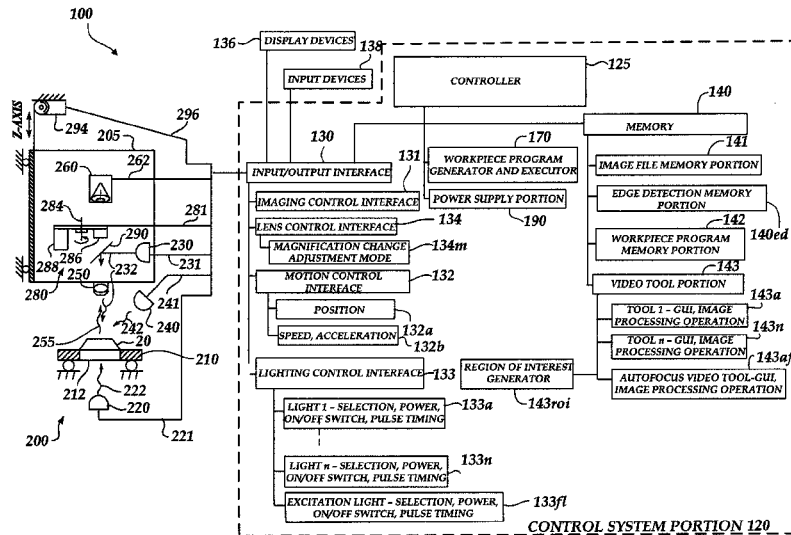 100
136
DISPLAY DEVICES
138
INPUT DEVICES
CONTROLLER
125
Z-AXIS
294
296
205
260
262
284
281
290
288
286
230
232
231
280
250
241
240
242
255
20
210
212
222
220
221
200
130
INPUT/OUTPUT INTERFACE
131
IMAGING CONTROL INTERFACE
LENS CONTROL INTERFACE
134
MAGNIFICATION CHANGE
ADJUSTMENT MODE
134m
MOTION CONTROL
INTERFACE
132
POSITION
132a
SPEED, ACCELERATION
132b
LIGHTING CONTROL INTERFACE
133
LIGHT 1 – SELECTION, POWER,
ON/OFF SWITCH, PULSE TIMING
133a
LIGHT n – SELECTION, POWER,
ON/OFF SWITCH, PULSE TIMING
133n
EXCITATION LIGHT – SELECTION, POWER,
ON/OFF SWITCH, PULSE TIMING
133fl
170
WORKPIECE PROGRAM
GENERATOR AND EXECUTOR
POWER SUPPLY PORTION
190
140
MEMORY
141
IMAGE FILE MEMORY PORTION
EDGE DETECTION MEMORY
PORTION
140ed
142
WORKPIECE PROGRAM
MEMORY PORTION
143
VIDEO TOOL PORTION
143a
TOOL 1 – GUI, IMAGE
PROCESSING OPERATION
143n
TOOL n – GUI, IMAGE
PROCESSING OPERATION
143af
AUTOFOCUS VIDEO TOOL-GUI,
IMAGE PROCESSING OPERATION
REGION OF INTEREST
GENERATOR
143roi
CONTROL SYSTEM PORTION 120